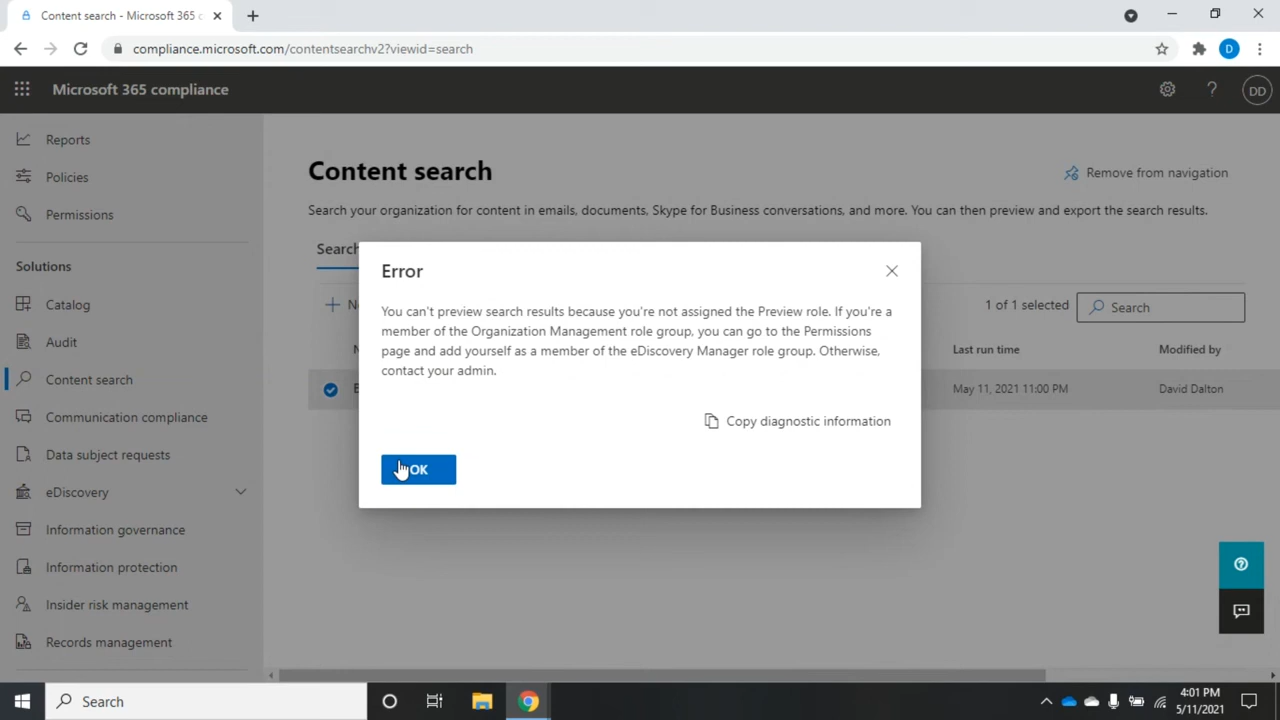 Content search - Microsoft 365 c
compliance.microsoft.com/contentsearchv2?viewid=search
D
Microsoft 365 compliance
DD
Reports
Policies
Permissions
Solutions
Catalog
Audit
Content search
Communication compliance
Data subject requests
eDiscovery
Information governance
Information protection
Insider risk management
Records management
Content search
Remove from navigation
Search your organization for content in emails, documents, Skype for Business conversations, and more. You can then preview and export the search results.
Search
1 of 1 selected
Search
Last run time
Modified by
May 11, 2021 11:00 PM
David Dalton
Error
You can't preview search results because you're not assigned the Preview role. If you're a
member of the Organization Management role group, you can go to the Permissions
page and add yourself as a member of the eDiscovery Manager role group. Otherwise,
contact your admin.
Copy diagnostic information
OK
Search
4:01 PM
5/11/2021